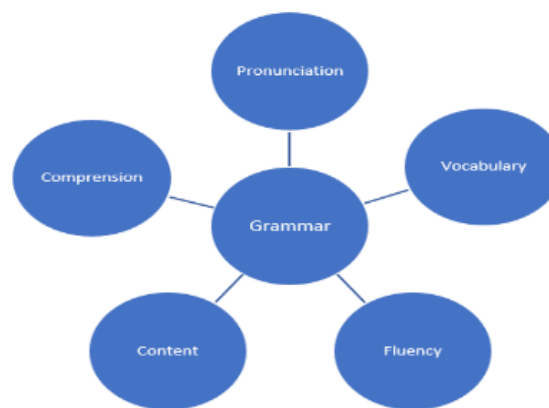 Pronunciation
Vocabulary
Comprension
Grammar
Content
Fluency